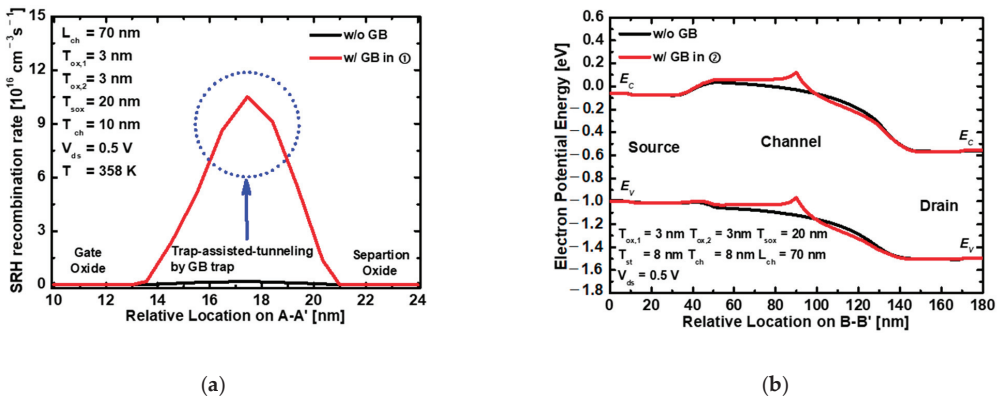 SRH recombination rate [10¹⁶ cm⁻³s⁻¹]
15
12
9
6
3
0
L_ch = 70 nm
T_ox,1 = 3 nm
T_ox,2 = 3 nm
T_sox = 20 nm
T_ch = 10 nm
V_ds = 0.5 V
T = 358 K
w/o GB
w/ GB in ①
Trap-assisted-tunneling
by GB trap
Gate
Oxide
Separtion
Oxide
10 12 14 16 18 20 22 24
Relative Location on A-A' [nm]
(a)
Electron Potential Energy [eV]
0.6
0.4
0.2
0.0
−0.2
−0.4
−0.6
−0.8
−1.0
−1.2
−1.4
−1.6
−1.8
w/o GB
w/ GB in ②
E_C
Source
Channel
E_C
E_V
Drain
E_V
T_ox,1 = 3 nm T_ox,2 = 3nm T_sox = 20 nm
T_st = 8 nm T_ch = 8 nm L_ch = 70 nm
V_ds = 0.5 V
0 20 40 60 80 100 120 140 160 180
Relative Location on B-B' [nm]
(b)